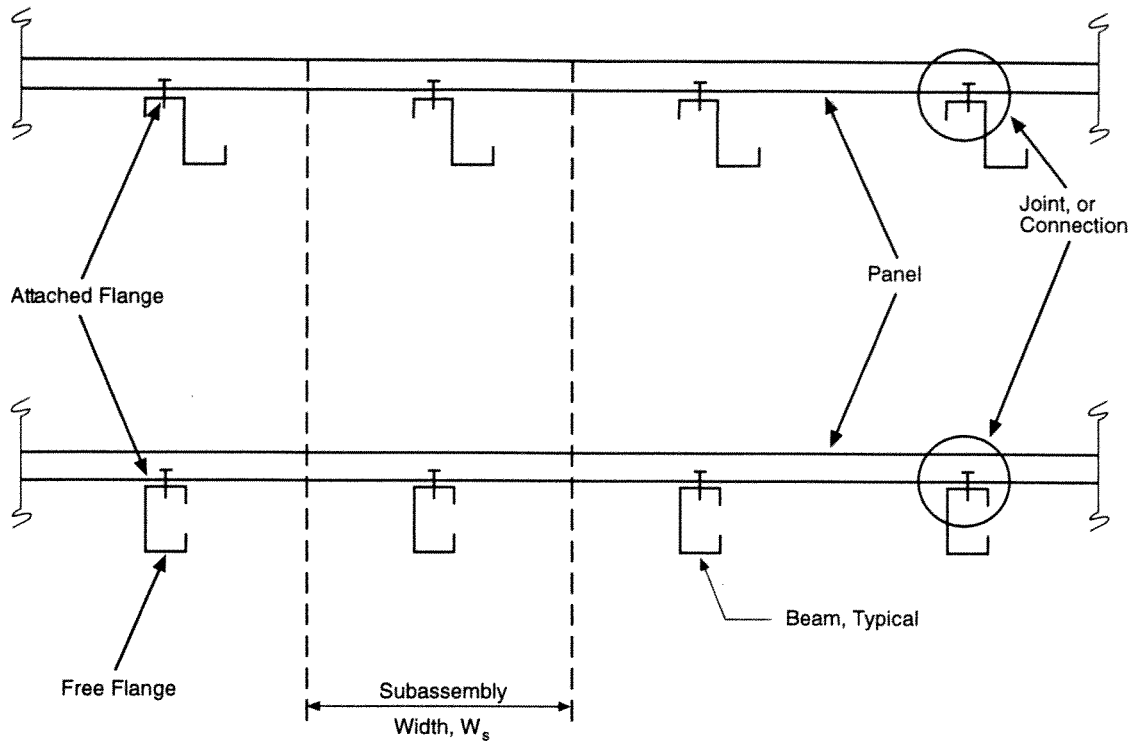 Joint, or
Connection
Attached Flange
Panel
Beam, Typical
Free Flange
Subassembly
Width, Wₛ